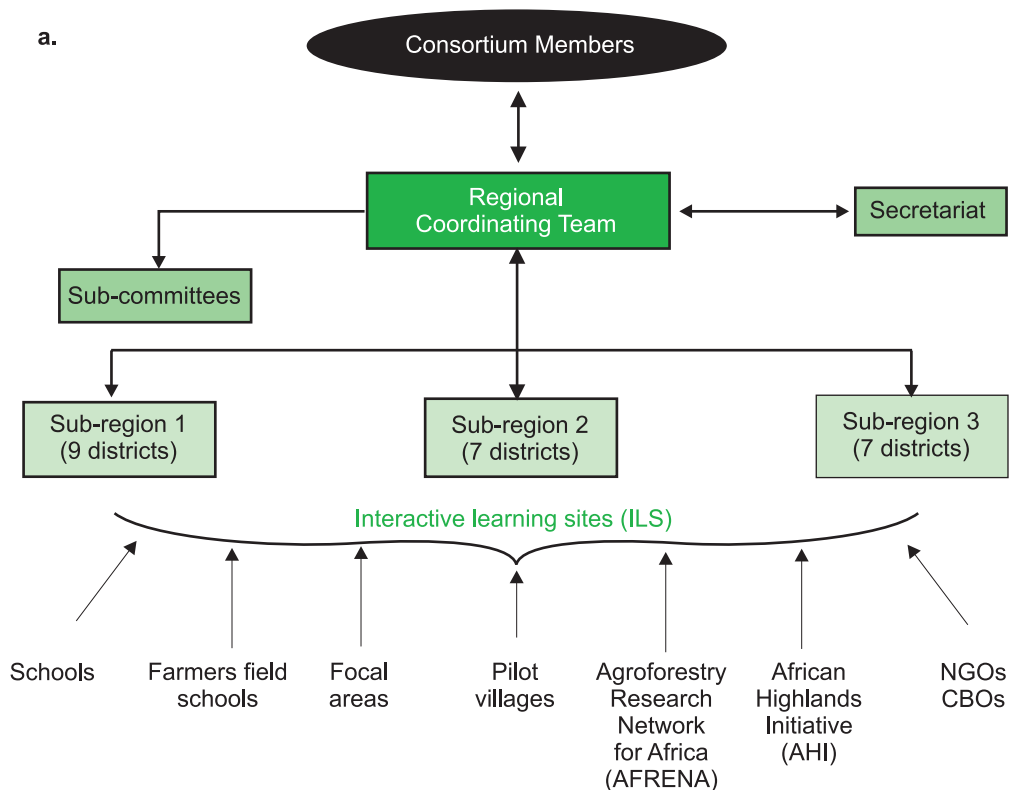 a.
Consortium Members
Regional
Coordinating Team
Secretariat
Sub-committees
Sub-region 1
(9 districts)
Sub-region 2
(7 districts)
Sub-region 3
(7 districts)
Interactive learning sites (ILS)
Schools
Farmers field
schools
Focal
areas
Pilot
villages
Agroforestry
Research
Network
for Africa
(AFRENA)
African
Highlands
Initiative
(AHI)
NGOs
CBOs